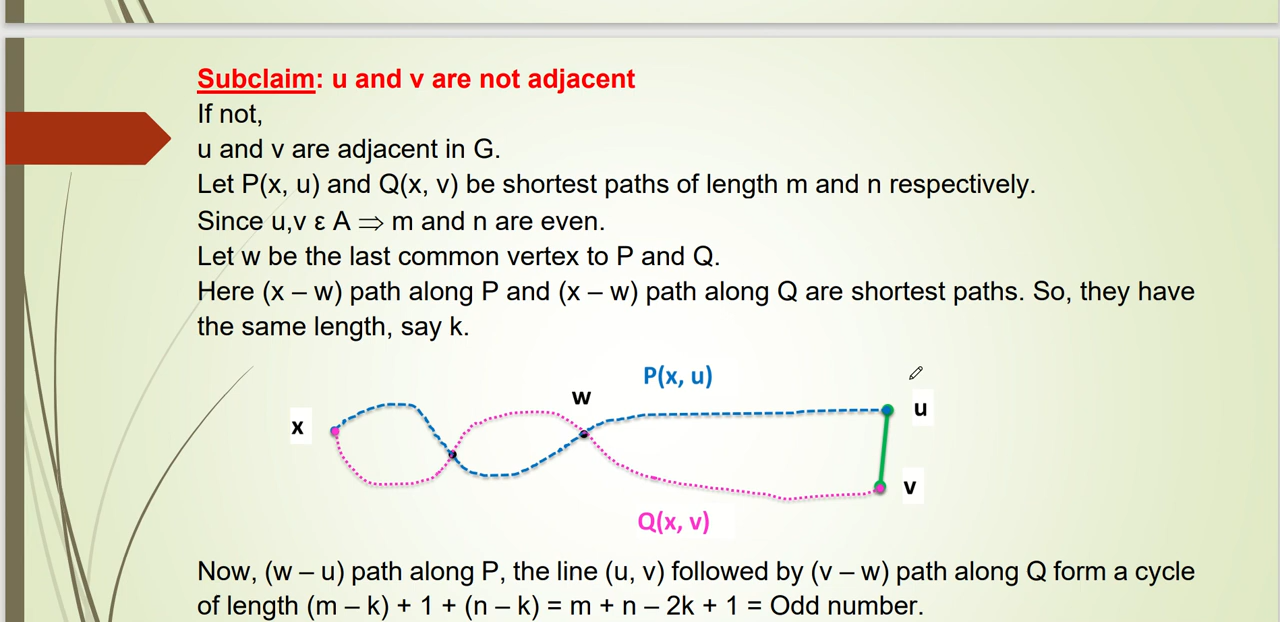 Subclaim: u and v are not adjacent
If not,
u and v are adjacent in G.
Let P(x, u) and Q(x, v) be shortest paths of length m and n respectively.
Since u,v ε A ⇒ m and n are even.
Let w be the last common vertex to P and Q.
Here (x – w) path along P and (x – w) path along Q are shortest paths. So, they have
the same length, say k.
P(x, u)
w
u
x
v
Q(x, v)
Now, (w – u) path along P, the line (u, v) followed by (v – w) path along Q form a cycle
of length (m – k) + 1 + (n – k) = m + n – 2k + 1 = Odd number.